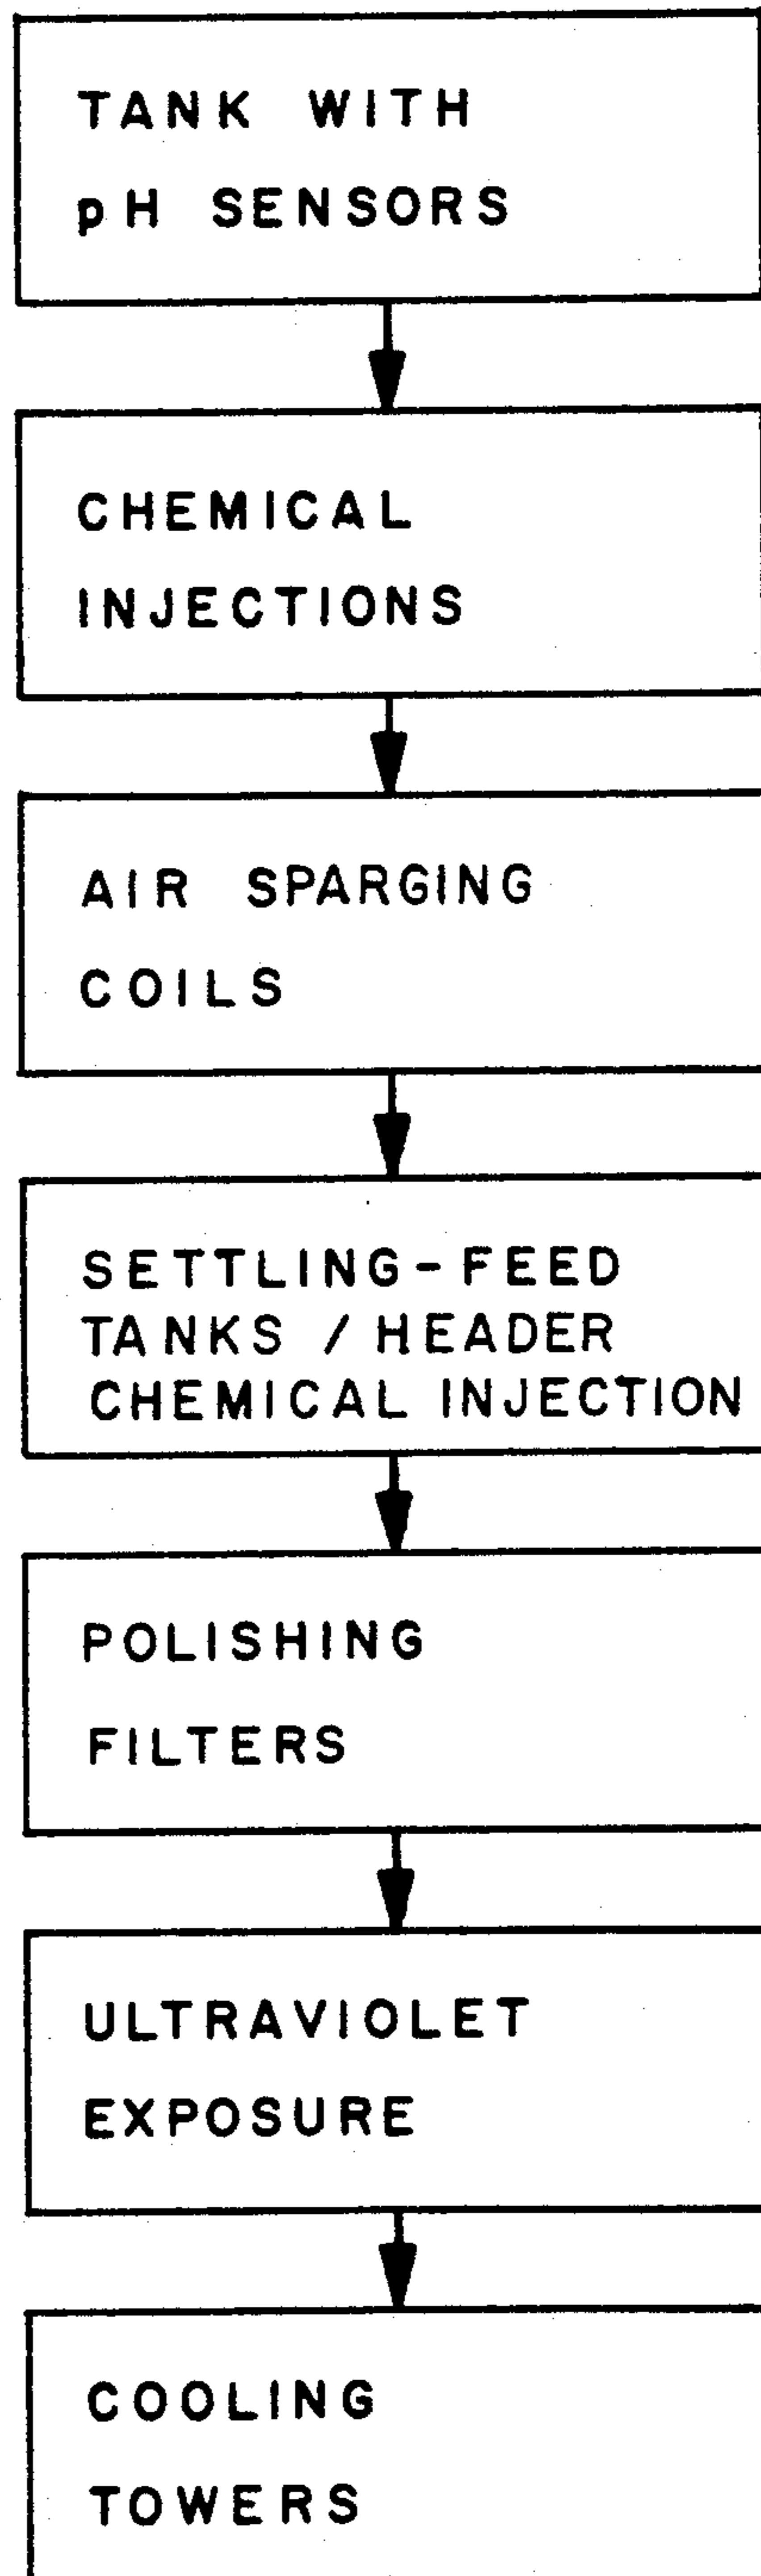 TANK WITH
pH SENSORS
CHEMICAL
INJECTIONS
AIR SPARGING
COILS
SETTLING-FEED
TANKS / HEADER
CHEMICAL INJECTION
POLISHING
FILTERS
ULTRAVIOLET
EXPOSURE
COOLING
TOWERS